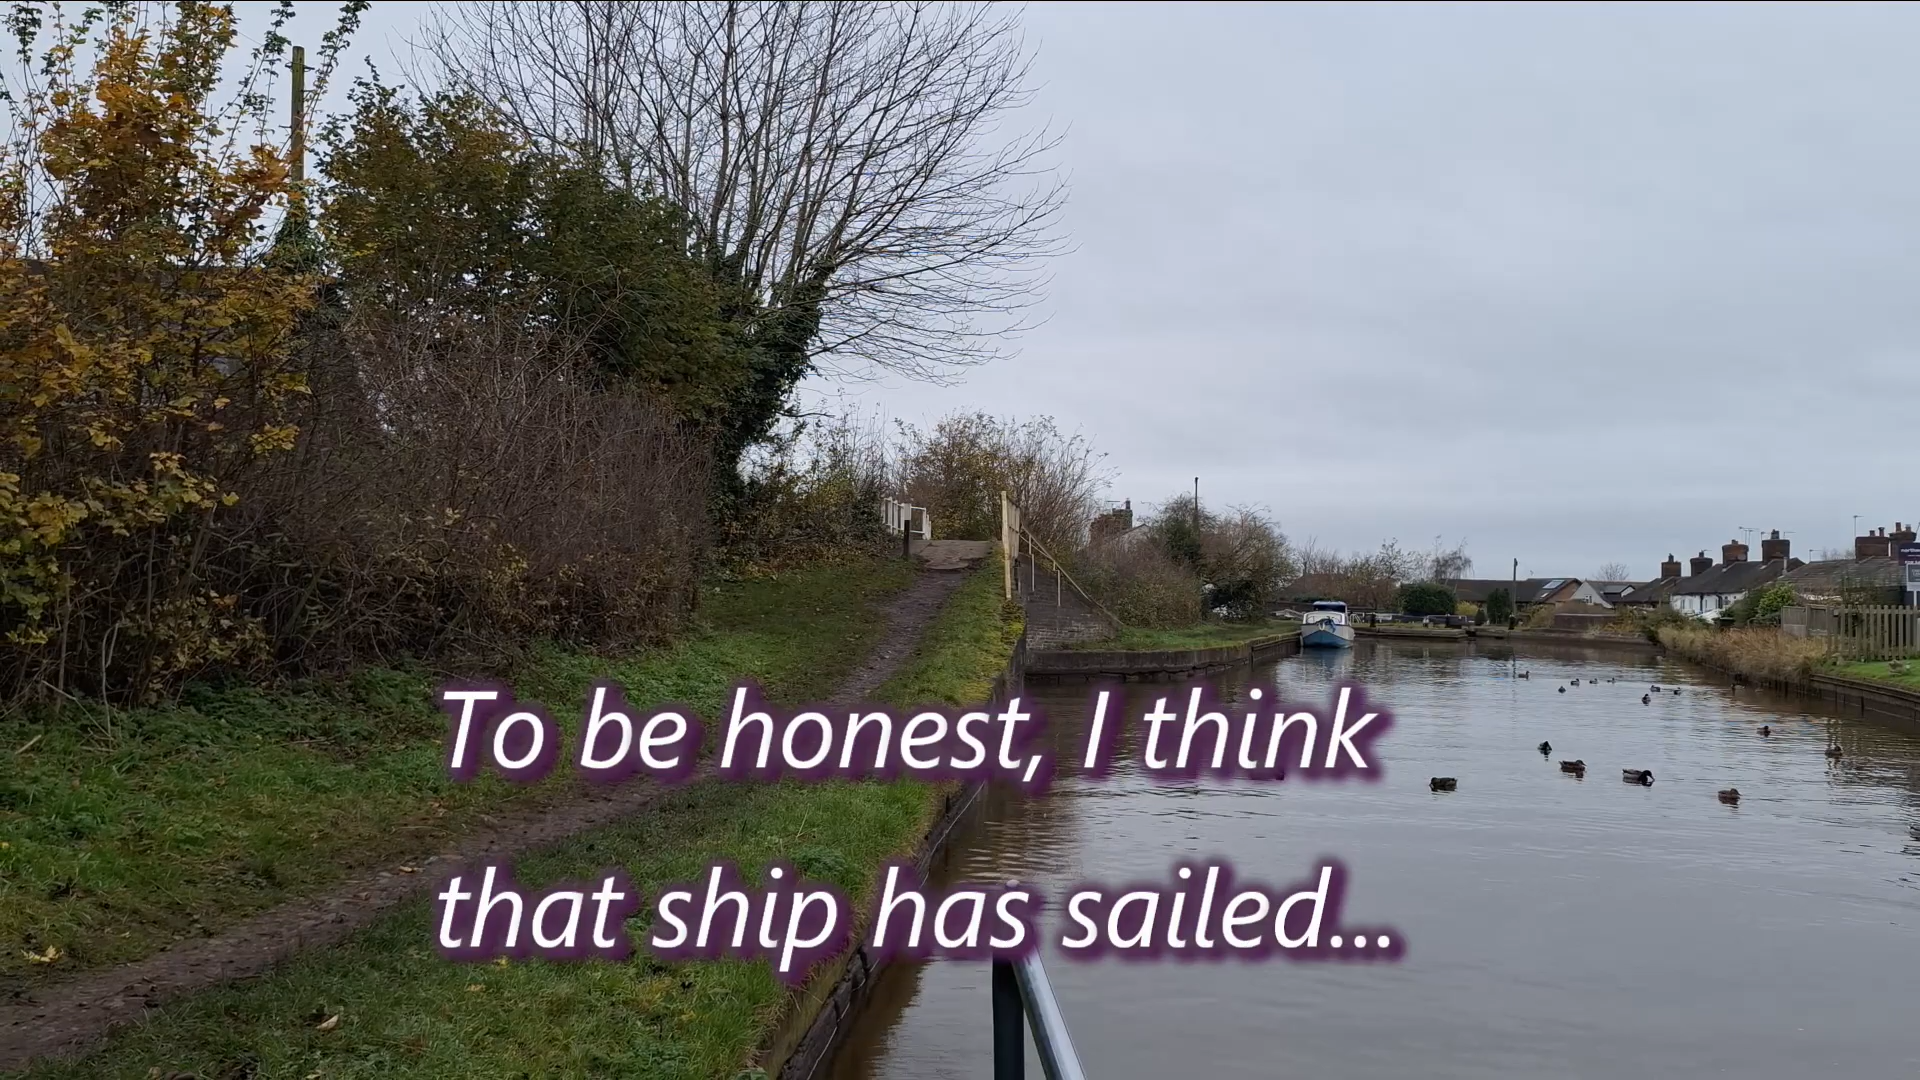 To be honest, I think
that ship has sailed...